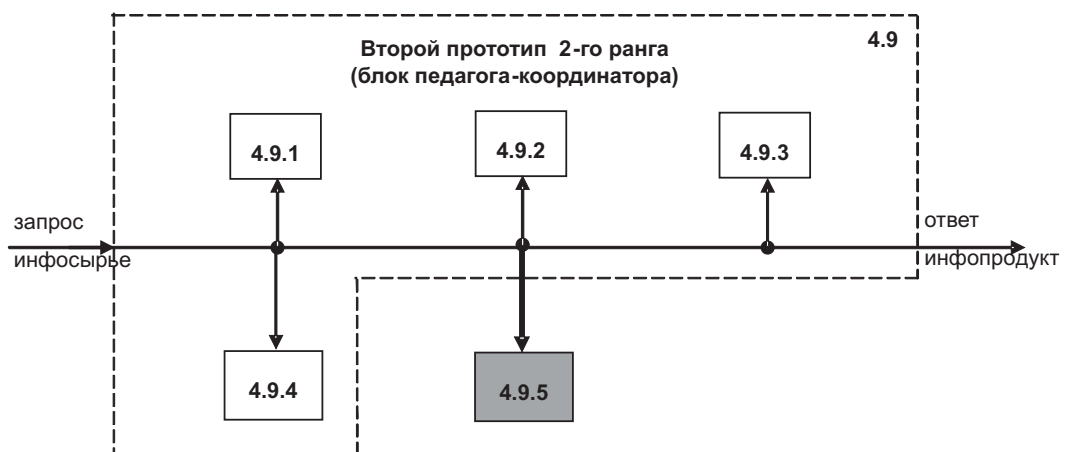 4.9
Второй прототип 2-го ранга
(блок педагога-координатора)
4.9.1
4.9.2
4.9.3
запрос
инфосырье
ответ
инфопродукт
4.9.4
4.9.5